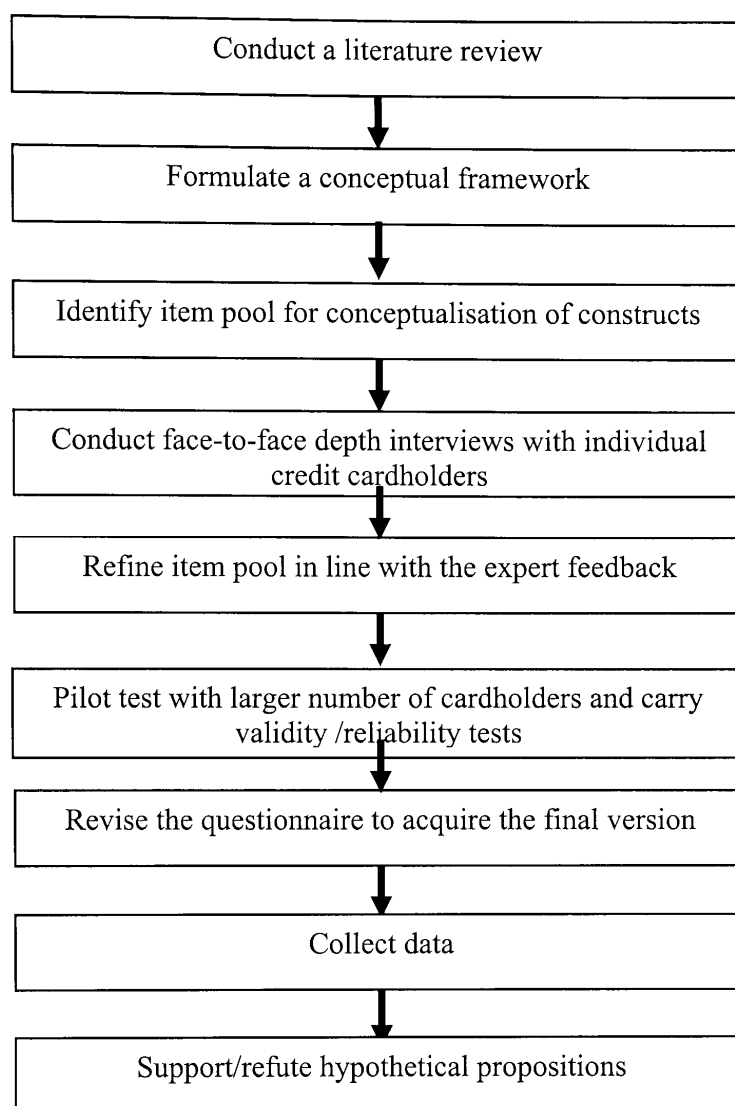 Conduct a literature review
Formulate a conceptual framework
Identify item pool for conceptualisation of constructs
Conduct face-to-face depth interviews with individual
credit cardholders
Refine item pool in line with the expert feedback
Pilot test with larger number of cardholders and carry
validity /reliability tests
Revise the questionnaire to acquire the final version
Collect data
Support/refute hypothetical propositions